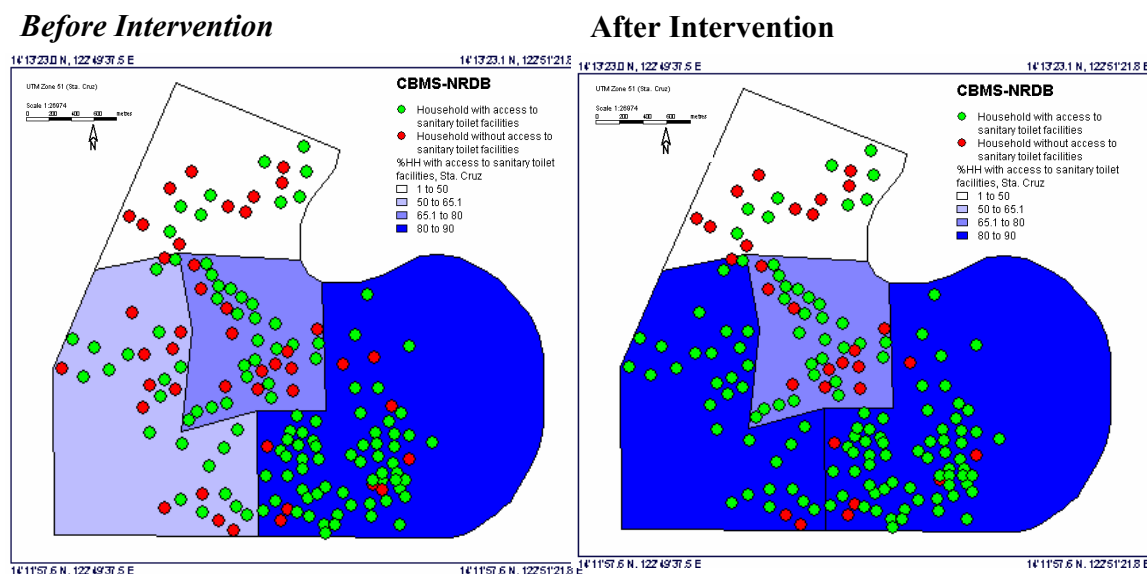 Before Intervention
14°13'23.0 N, 122°49'37.5 E
14°13'23.0 N, 122°51'21.8
UTM Zone 51 (Sta. Cruz)
Scale 1:26974
0 200 400 600 metres
N
CBMS-NRDB
Household with access to
sanitary toilet facilities
Household without access to
sanitary toilet facilities
%HH with access to sanitary toilet
facilities, Sta. Cruz
1 to 50
50 to 65.1
65.1 to 80
80 to 90
14°11'57.6 N, 122°49'37.5 E
14°11'57.6 N, 122°51'21.8 E
After Intervention
14°13'23.1 N, 122°49'37.5 E
14°13'23.1 N, 122°51'21.8
UTM Zone 51 (Sta. Cruz)
Scale 1:26974
0 200 400 600 metres
N
CBMS-NRDB
Household with access to
sanitary toilet facilities
Household without access to
sanitary toilet facilities
%HH with access to sanitary toilet
facilities, Sta. Cruz
1 to 50
50 to 65.1
65.1 to 80
80 to 90
14°11'57.6 N, 122°49'37.5 E
14°11'57.6 N, 122°51'21.8 E